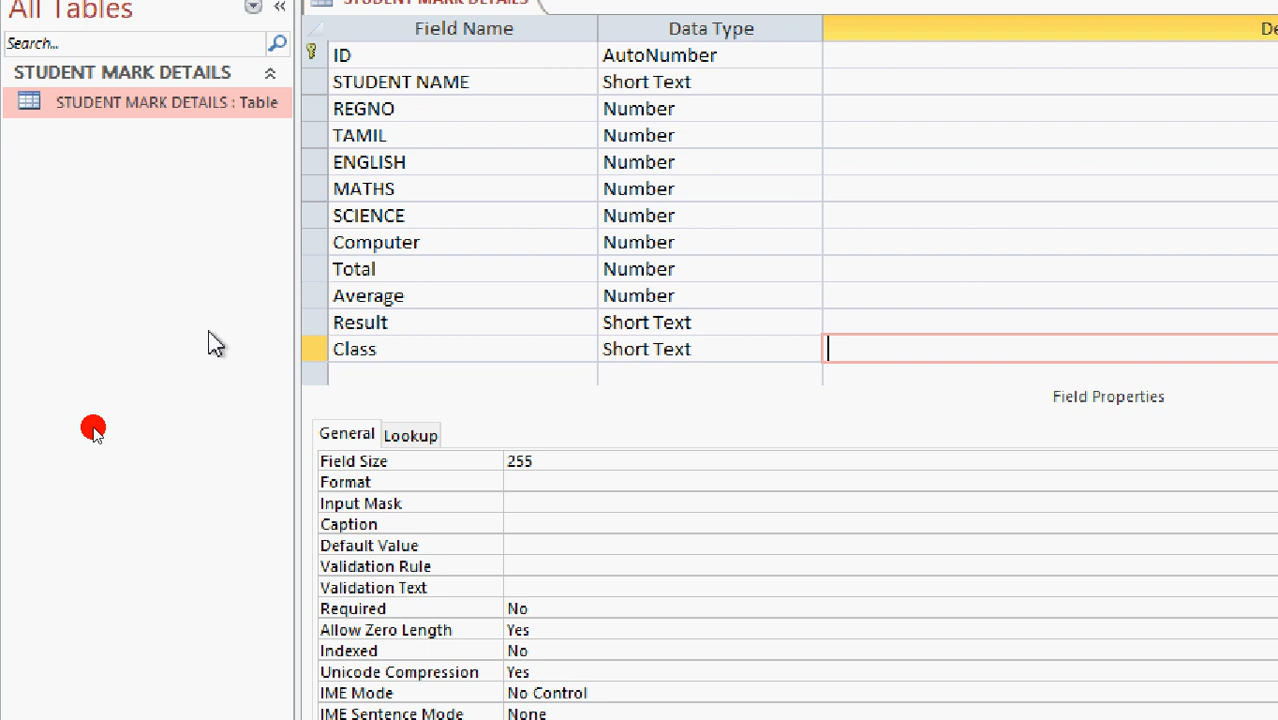 All Tables
Search...
STUDENT MARK DETAILS
STUDENT MARK DETAILS : Table
STUDENT MARK DETAILS
Field Name Data Type
ID AutoNumber
STUDENT NAME Short Text
REGNO Number
TAMIL Number
ENGLISH Number
MATHS Number
SCIENCE Number
Computer Number
Total Number
Average Number
Result Short Text
Class Short Text
Field Properties
General Lookup
Field Size 255
Format
Input Mask
Caption
Default Value
Validation Rule
Validation Text
Required No
Allow Zero Length Yes
Indexed No
Unicode Compression Yes
IME Mode No Control
IME Sentence Mode None